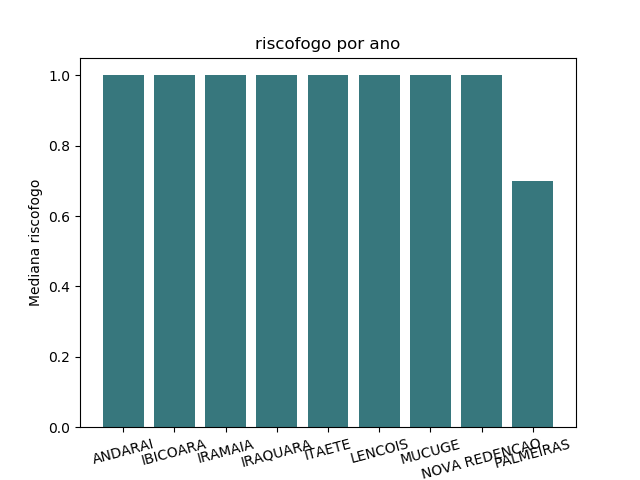 riscofogo por ano
Mediana riscofogo
1.0
0.8
0.6
0.4
0.2
0.0
ANDARAI
IBICOARA
IRAMAIA
IRAQUARA
ITAETE
LENCOIS
MUCUGE
NOVA REDENCAO
PALMEIRAS